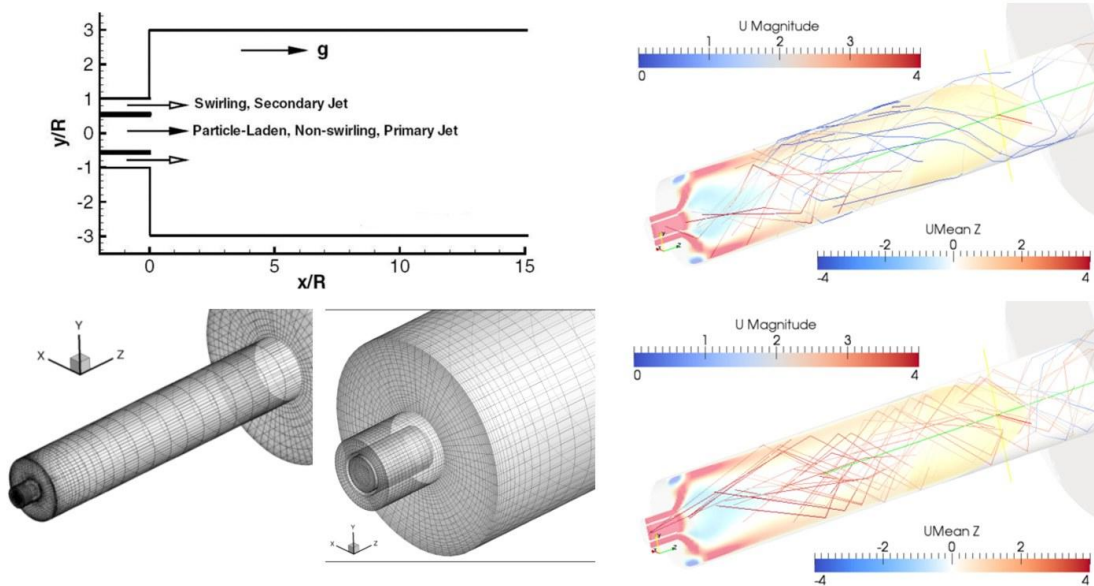 3
2
1
0
-1
-2
-3
y/R
0
5
10
15
x/R
g
Swirling, Secondary Jet
Particle-Laden, Non-swirling, Primary Jet
U Magnitude
1
2
3
0
4
UMean Z
-2
0
2
-4
4
Y
X
Z
Y
X
Z
U Magnitude
1
2
3
0
4
UMean Z
-2
0
2
-4
4